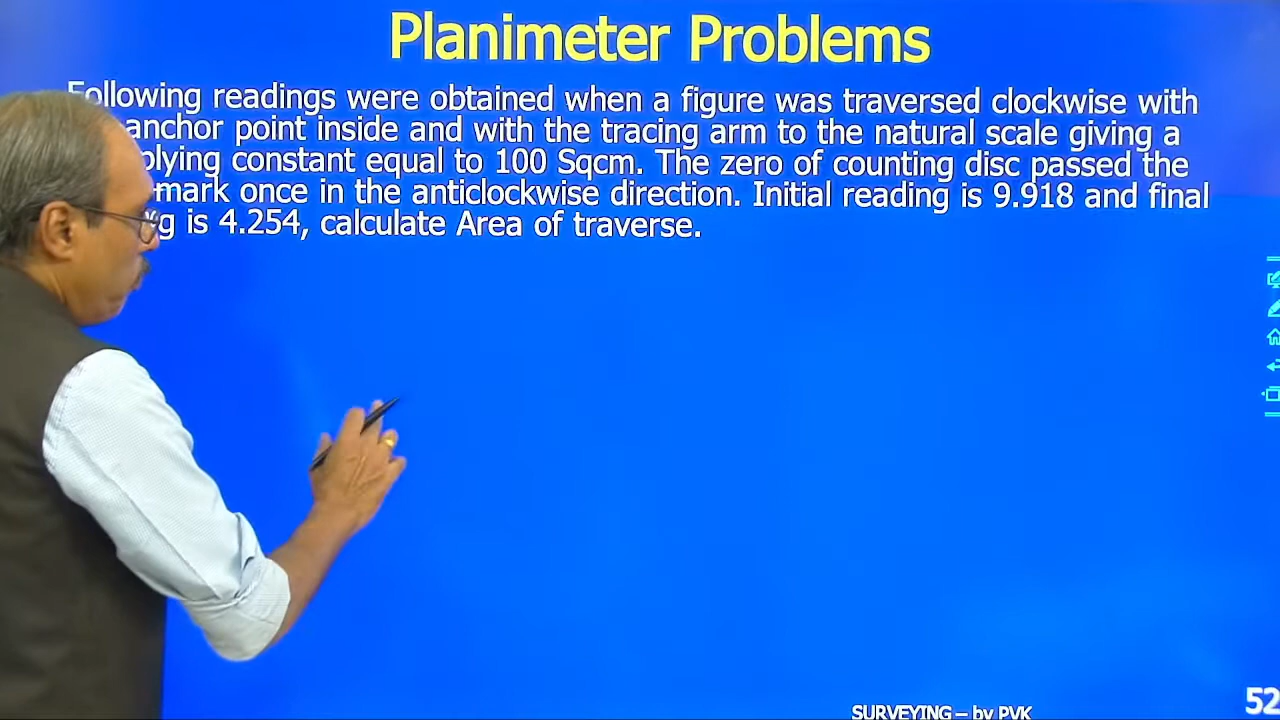 Planimeter Problems
Following readings were obtained when a figure was traversed clockwise with
anchor point inside and with the tracing arm to the natural scale giving a
constant equal to 100 Sqcm. The zero of counting disc passed the
mark once in the anticlockwise direction. Initial reading is 9.918 and final
is 4.254, calculate Area of traverse.
SURVEYING – by PVK
52